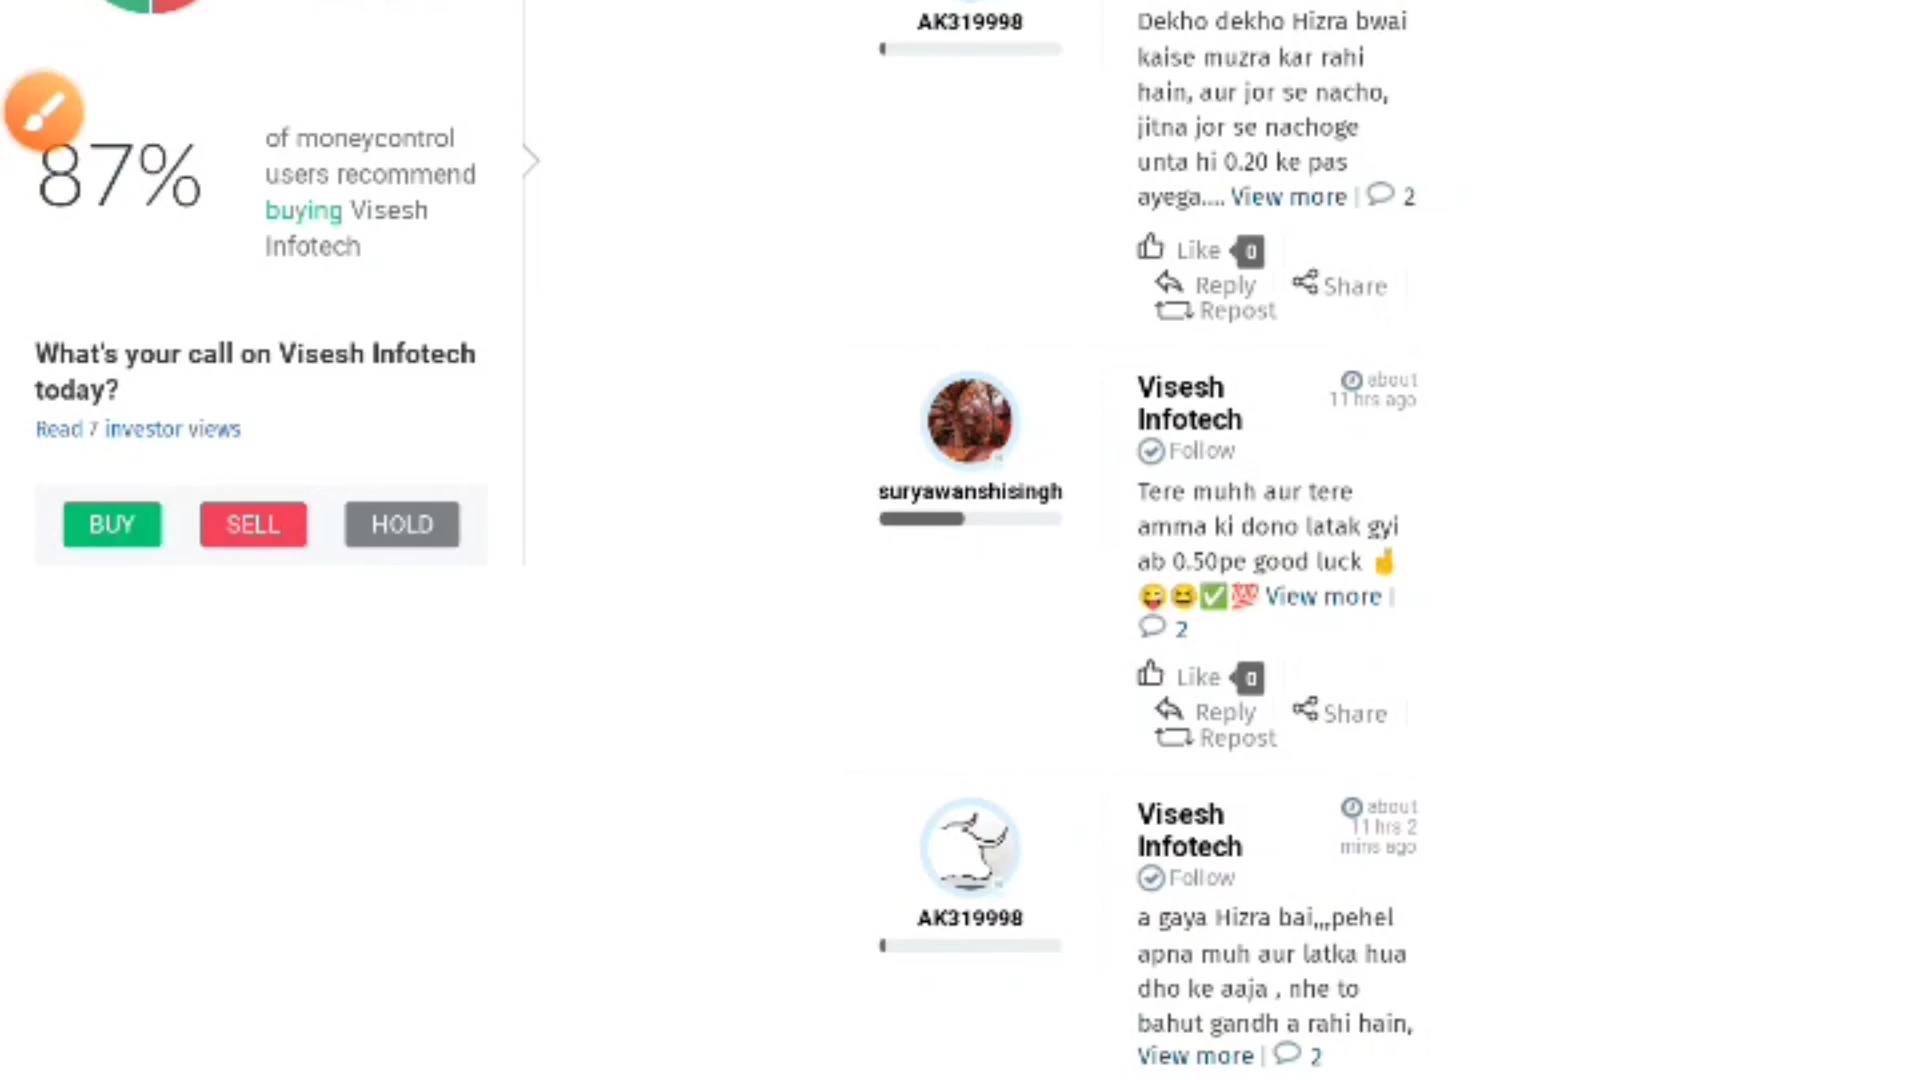 87%
of moneycontrol
users recommend
buying Visesh
Infotech
What's your call on Visesh Infotech
today?
Read 7 investor views
BUY
SELL
HOLD
AK319998
Dekho dekho Hizra bwai
kaise muzra kar rahi
hain, aur jor se nacho,
jitna jor se nachoge
unta hi 0.20 ke pas
ayega.... View more | 2
Like 0
Reply Share
Repost
suryawanshisingh
Visesh
Infotech
about
11 hrs ago
Follow
Tere muhh aur tere
amma ki dono latak gyi
ab 0.50pe good luck 🤞
😜😆✅💯 View more |
2
Like 0
Reply Share
Repost
AK319998
Visesh
Infotech
about
11 hrs 2
mins ago
Follow
a gaya Hizra bai,,,pehel
apna muh aur latka hua
dho ke aaja , nhe to
bahut gandh a rahi hain,
View more | 2